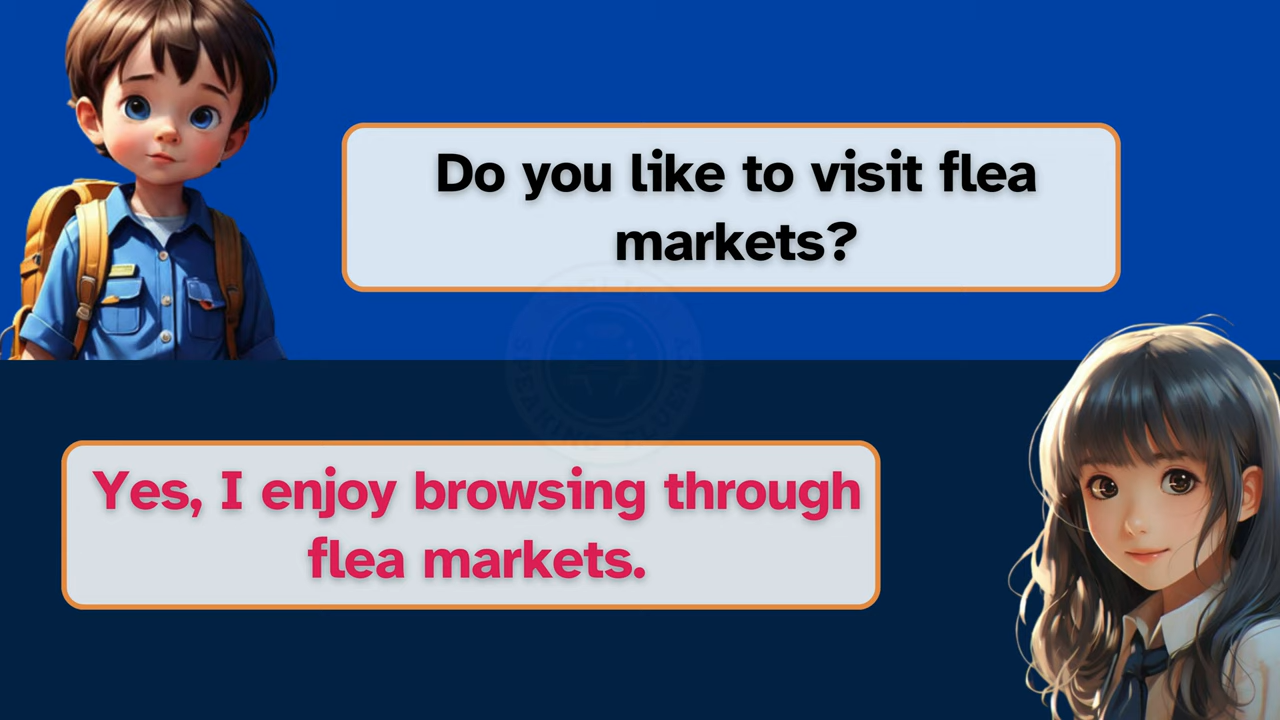 Do you like to visit flea
markets?
Yes, I enjoy browsing through
flea markets.